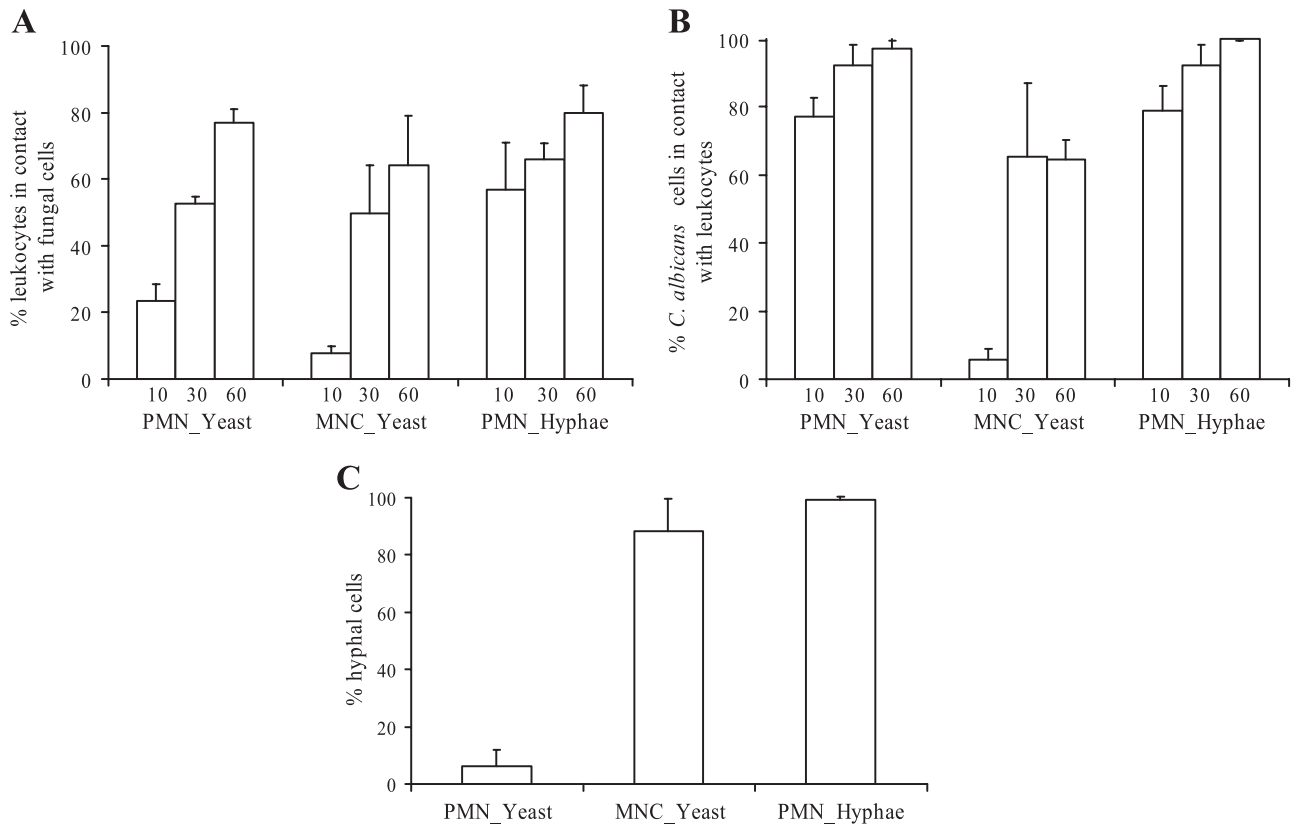 A
% leukocytes in contact
with fungal cells
100
80
60
40
20
0
10 30 60 10 30 60 10 30 60
PMN_Yeast MNC_Yeast PMN_Hyphae
B
% C. albicans cells in contact
with leukocytes
100
80
60
40
20
0
10 30 60 10 30 60 10 30 60
PMN_Yeast MNC_Yeast PMN_Hyphae
C
% hyphal cells
100
80
60
40
20
0
PMN_Yeast MNC_Yeast PMN_Hyphae